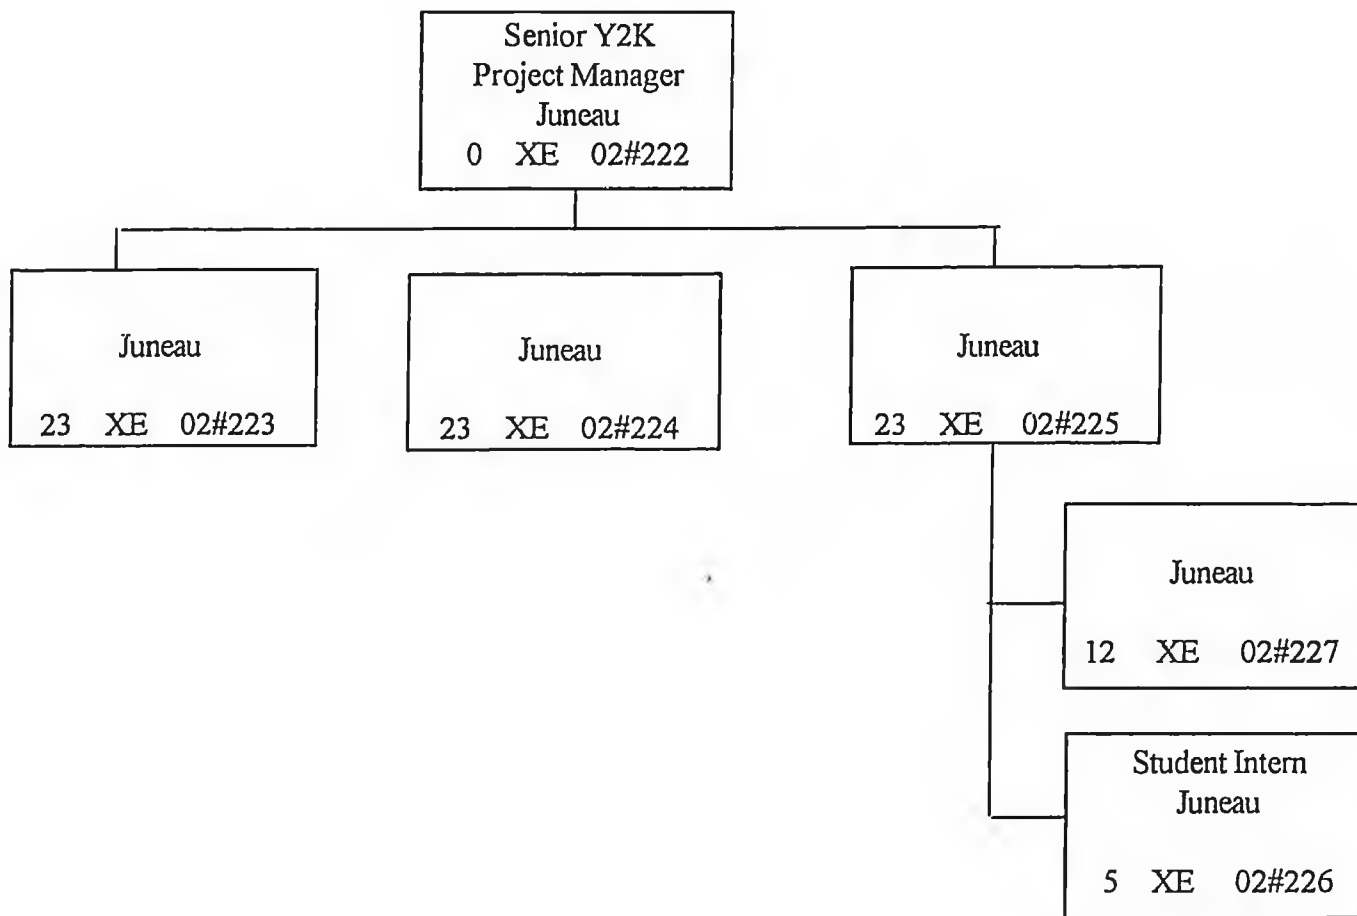 Senior Y2K
Project Manager
Juneau
0 XE 02#222
Juneau
23 XE 02#223
Juneau
23 XE 02#224
Juneau
23 XE 02#225
Juneau
12 XE 02#227
Student Intern
Juneau
5 XE 02#226